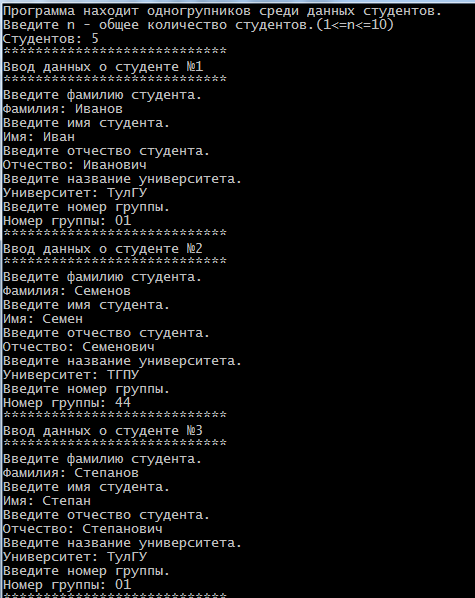 Программа находит одногрупников среди данных студентов.
Введите n - общее количество студентов.(1<=n<=10)
Студентов: 5
****************************
Ввод данных о студенте №1
****************************
Введите фамилию студента.
Фамилия: Иванов
Введите имя студента.
Имя: Иван
Введите отчество студента.
Отчество: Иванович
Введите название университета.
Университет: ТулГУ
Введите номер группы.
Номер группы: 01
****************************
Ввод данных о студенте №2
****************************
Введите фамилию студента.
Фамилия: Семенов
Введите имя студента.
Имя: Семен
Введите отчество студента.
Отчество: Семенович
Введите название университета.
Университет: ТГПУ
Введите номер группы.
Номер группы: 44
****************************
Ввод данных о студенте №3
****************************
Введите фамилию студента.
Фамилия: Степанов
Введите имя студента.
Имя: Степан
Введите отчество студента.
Отчество: Степанович
Введите название университета.
Университет: ТулГУ
Введите номер группы.
Номер группы: 01
****************************